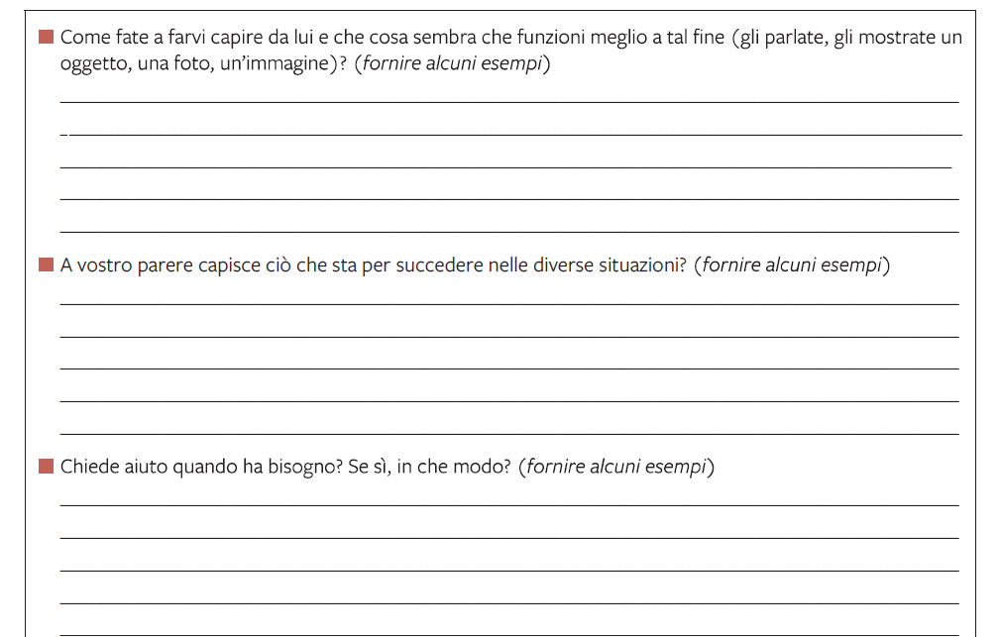 Come fate a farvi capire da lui e che cosa sembra che funzioni meglio a tal fine (gli parlate, gli mostrate un
oggetto, una foto, un'immagine)? (fornire alcuni esempi)
A vostro parere capisce ciò che sta per succedere nelle diverse situazioni? (fornire alcuni esempi)
Chiede aiuto quando ha bisogno? Se sì, in che modo? (fornire alcuni esempi)